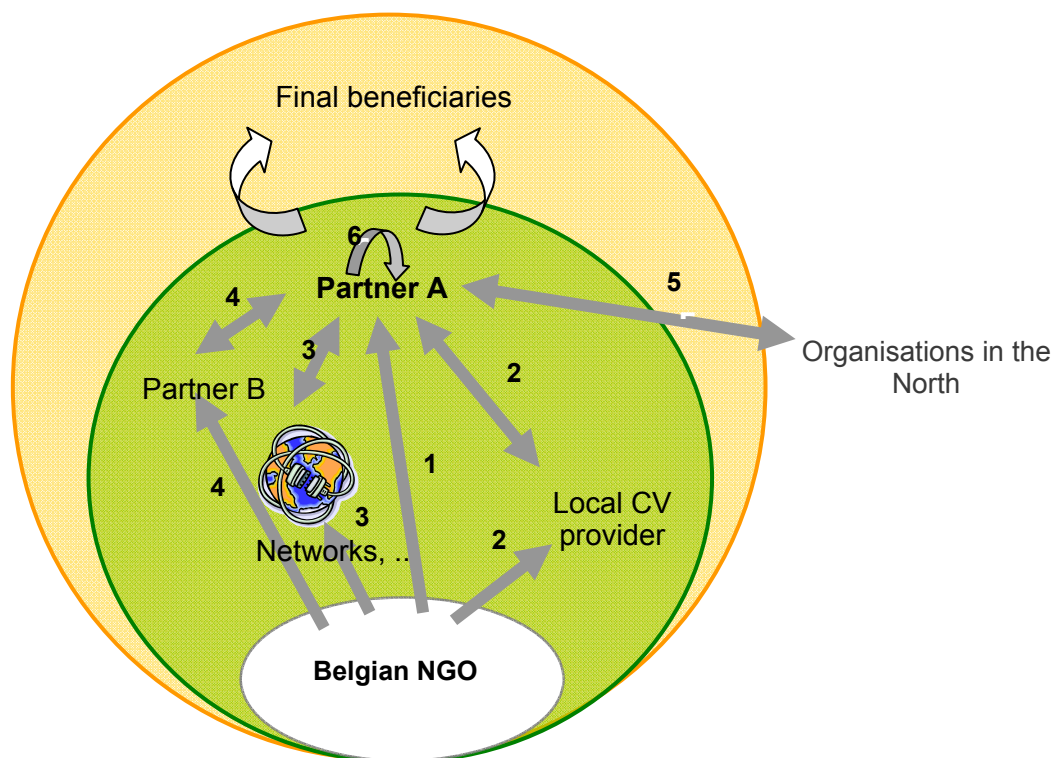 Final beneficiaries
6
Partner A
5
4
3
2
Organisations in the
North
Partner B
1
4
Local CV
provider
3
2
Networks, ..
Belgian NGO